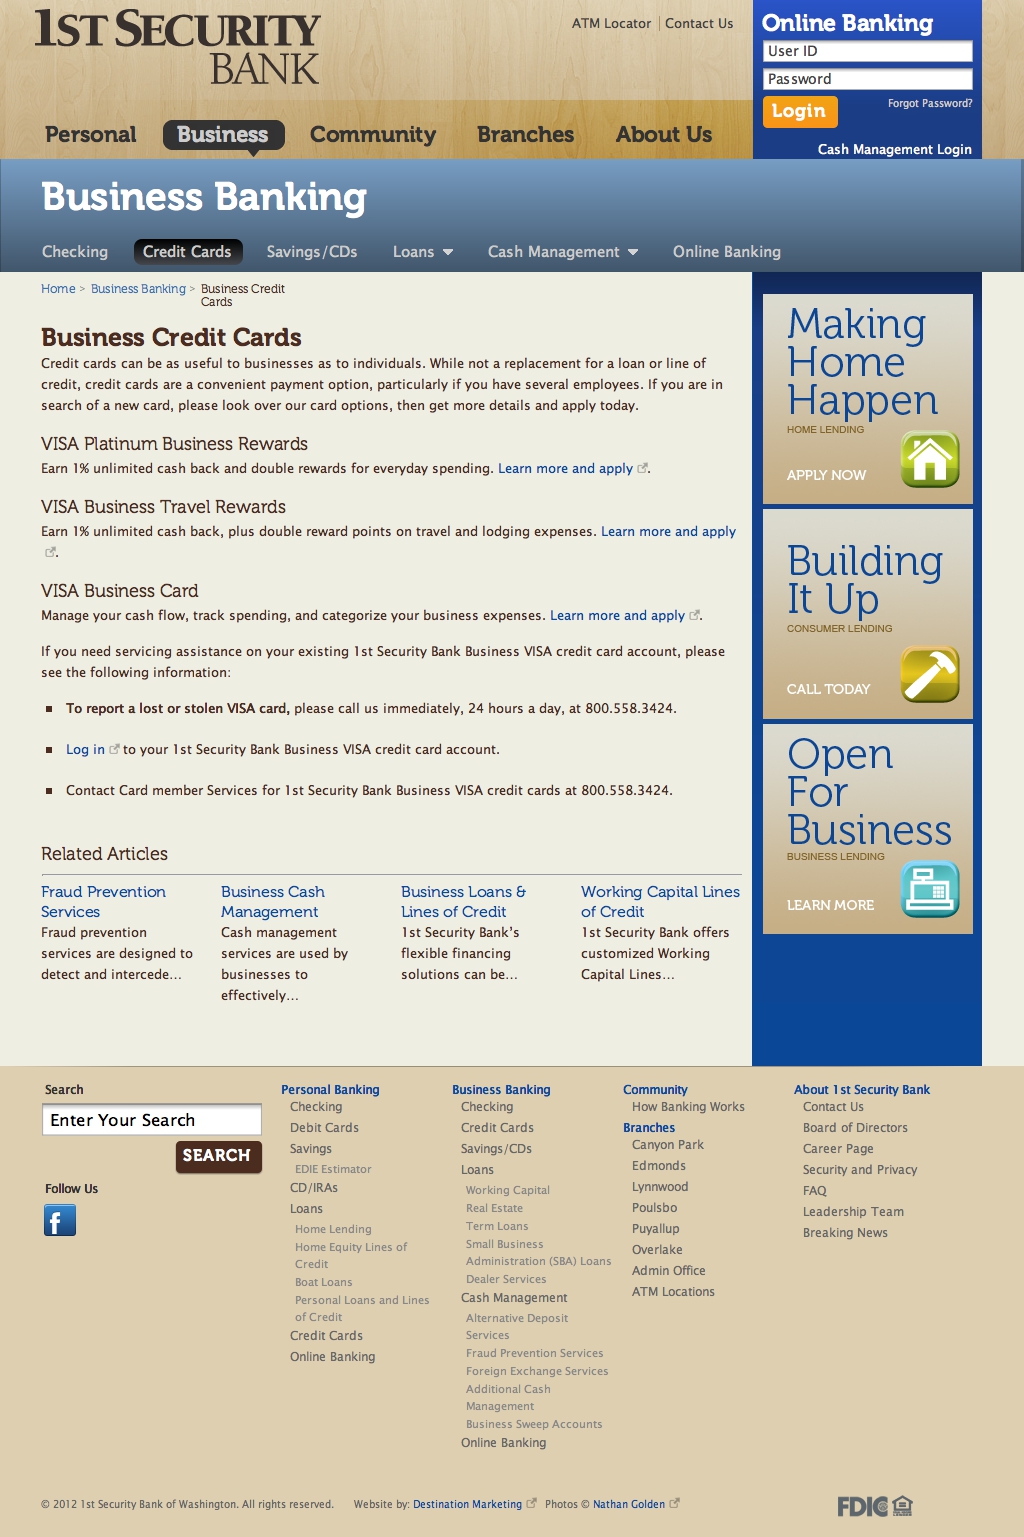 1ST SECURITY
BANK
ATM Locator
Contact Us
Online Banking
User ID
Password
Login
Forgot Password?
Cash Management Login
Personal
Business
Community
Branches
About Us
Business Banking
Checking
Credit Cards
Savings/CDs
Loans
Cash Management
Online Banking
Home > Business Banking > Business Credit
Cards
Business Credit Cards
Credit cards can be as useful to businesses as to individuals. While not a replacement for a loan or line of
credit, credit cards are a convenient payment option, particularly if you have several employees. If you are in
search of a new card, please look over our card options, then get more details and apply today.
VISA Platinum Business Rewards
Earn 1% unlimited cash back and double rewards for everyday spending. Learn more and apply .
VISA Business Travel Rewards
Earn 1% unlimited cash back, plus double reward points on travel and lodging expenses. Learn more and apply
.
VISA Business Card
Manage your cash flow, track spending, and categorize your business expenses. Learn more and apply .
If you need servicing assistance on your existing 1st Security Bank Business VISA credit card account, please
see the following information:
To report a lost or stolen VISA card, please call us immediately, 24 hours a day, at 800.558.3424.
Log in to your 1st Security Bank Business VISA credit card account.
Contact Card member Services for 1st Security Bank Business VISA credit cards at 800.558.3424.
Making
Home
Happen
HOME LENDING
APPLY NOW
Building
It Up
CONSUMER LENDING
CALL TODAY
Open
For
Business
BUSINESS LENDING
LEARN MORE
Related Articles
Fraud Prevention
Services
Fraud prevention
services are designed to
detect and intercede...
Business Cash
Management
Cash management
services are used by
businesses to
effectively...
Business Loans &
Lines of Credit
1st Security Bank's
flexible financing
solutions can be...
Working Capital Lines
of Credit
1st Security Bank offers
customized Working
Capital Lines...
Search
Enter Your Search
SEARCH
Follow Us
f
Personal Banking
Checking
Debit Cards
Savings
EDIE Estimator
CD/IRAs
Loans
Home Lending
Home Equity Lines of
Credit
Boat Loans
Personal Loans and Lines
of Credit
Credit Cards
Online Banking
Business Banking
Checking
Credit Cards
Savings/CDs
Loans
Working Capital
Real Estate
Term Loans
Small Business
Administration (SBA) Loans
Dealer Services
Cash Management
Alternative Deposit
Services
Fraud Prevention Services
Foreign Exchange Services
Additional Cash
Management
Business Sweep Accounts
Online Banking
Community
How Banking Works
Branches
Canyon Park
Edmonds
Lynnwood
Poulsbo
Puyallup
Overlake
Admin Office
ATM Locations
About 1st Security Bank
Contact Us
Board of Directors
Career Page
Security and Privacy
FAQ
Leadership Team
Breaking News
© 2012 1st Security Bank of Washington. All rights reserved.
Website by: Destination Marketing
Photos © Nathan Golden
FDIC